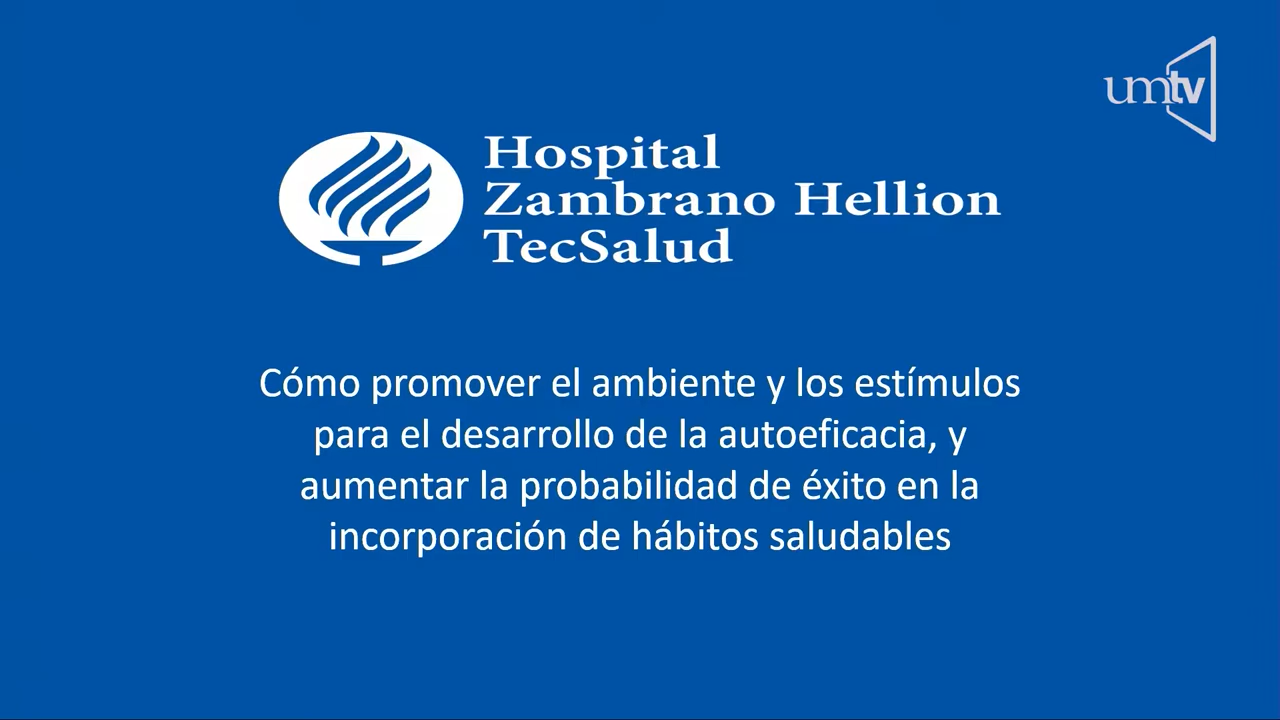 umtv
Hospital
Zambrano Hellion
TecSalud
Cómo promover el ambiente y los estímulos
para el desarrollo de la autoeficacia, y
aumentar la probabilidad de éxito en la
incorporación de hábitos saludables